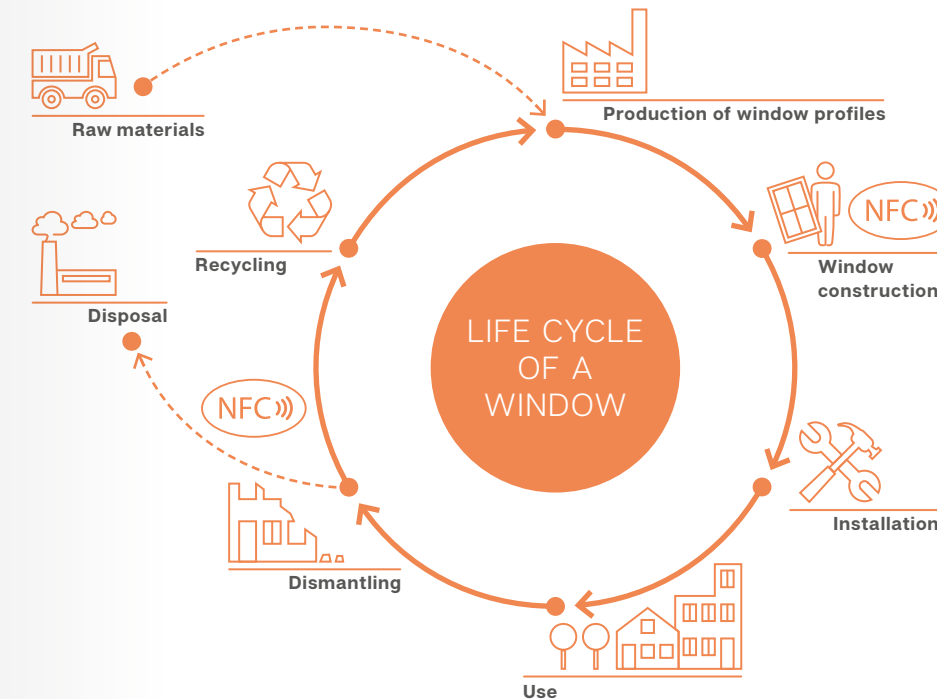 Raw materials
Production of window profiles
NFC
Recycling
Window
construction
Disposal
LIFE CYCLE
OF A
WINDOW
NFC
Installation
Dismantling
Use